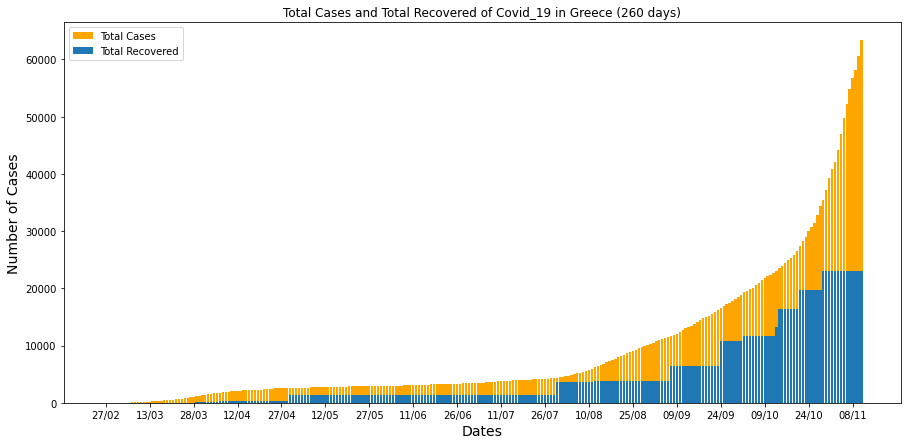 Total Cases and Total Recovered of Covid_19 in Greece (260 days)
Total Cases
Total Recovered
Number of Cases
60000
50000
40000
30000
20000
10000
0
27/02 13/03 28/03 12/04 27/04 12/05 27/05 11/06 26/06 11/07 26/07 10/08 25/08 09/09 24/09 09/10 24/10 08/11
Dates